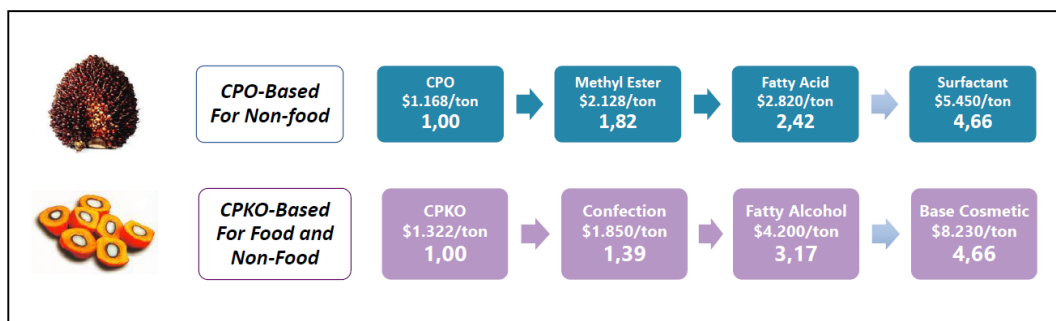 CPO-Based
For Non-food
CPO
$1.168/ton
1,00
Methyl Ester
$2.128/ton
1,82
Fatty Acid
$2.820/ton
2,42
Surfactant
$5.450/ton
4,66
CPKO-Based
For Food and
Non-Food
CPKO
$1.322/ton
1,00
Confection
$1.850/ton
1,39
Fatty Alcohol
$4.200/ton
3,17
Base Cosmetic
$8.230/ton
4,66